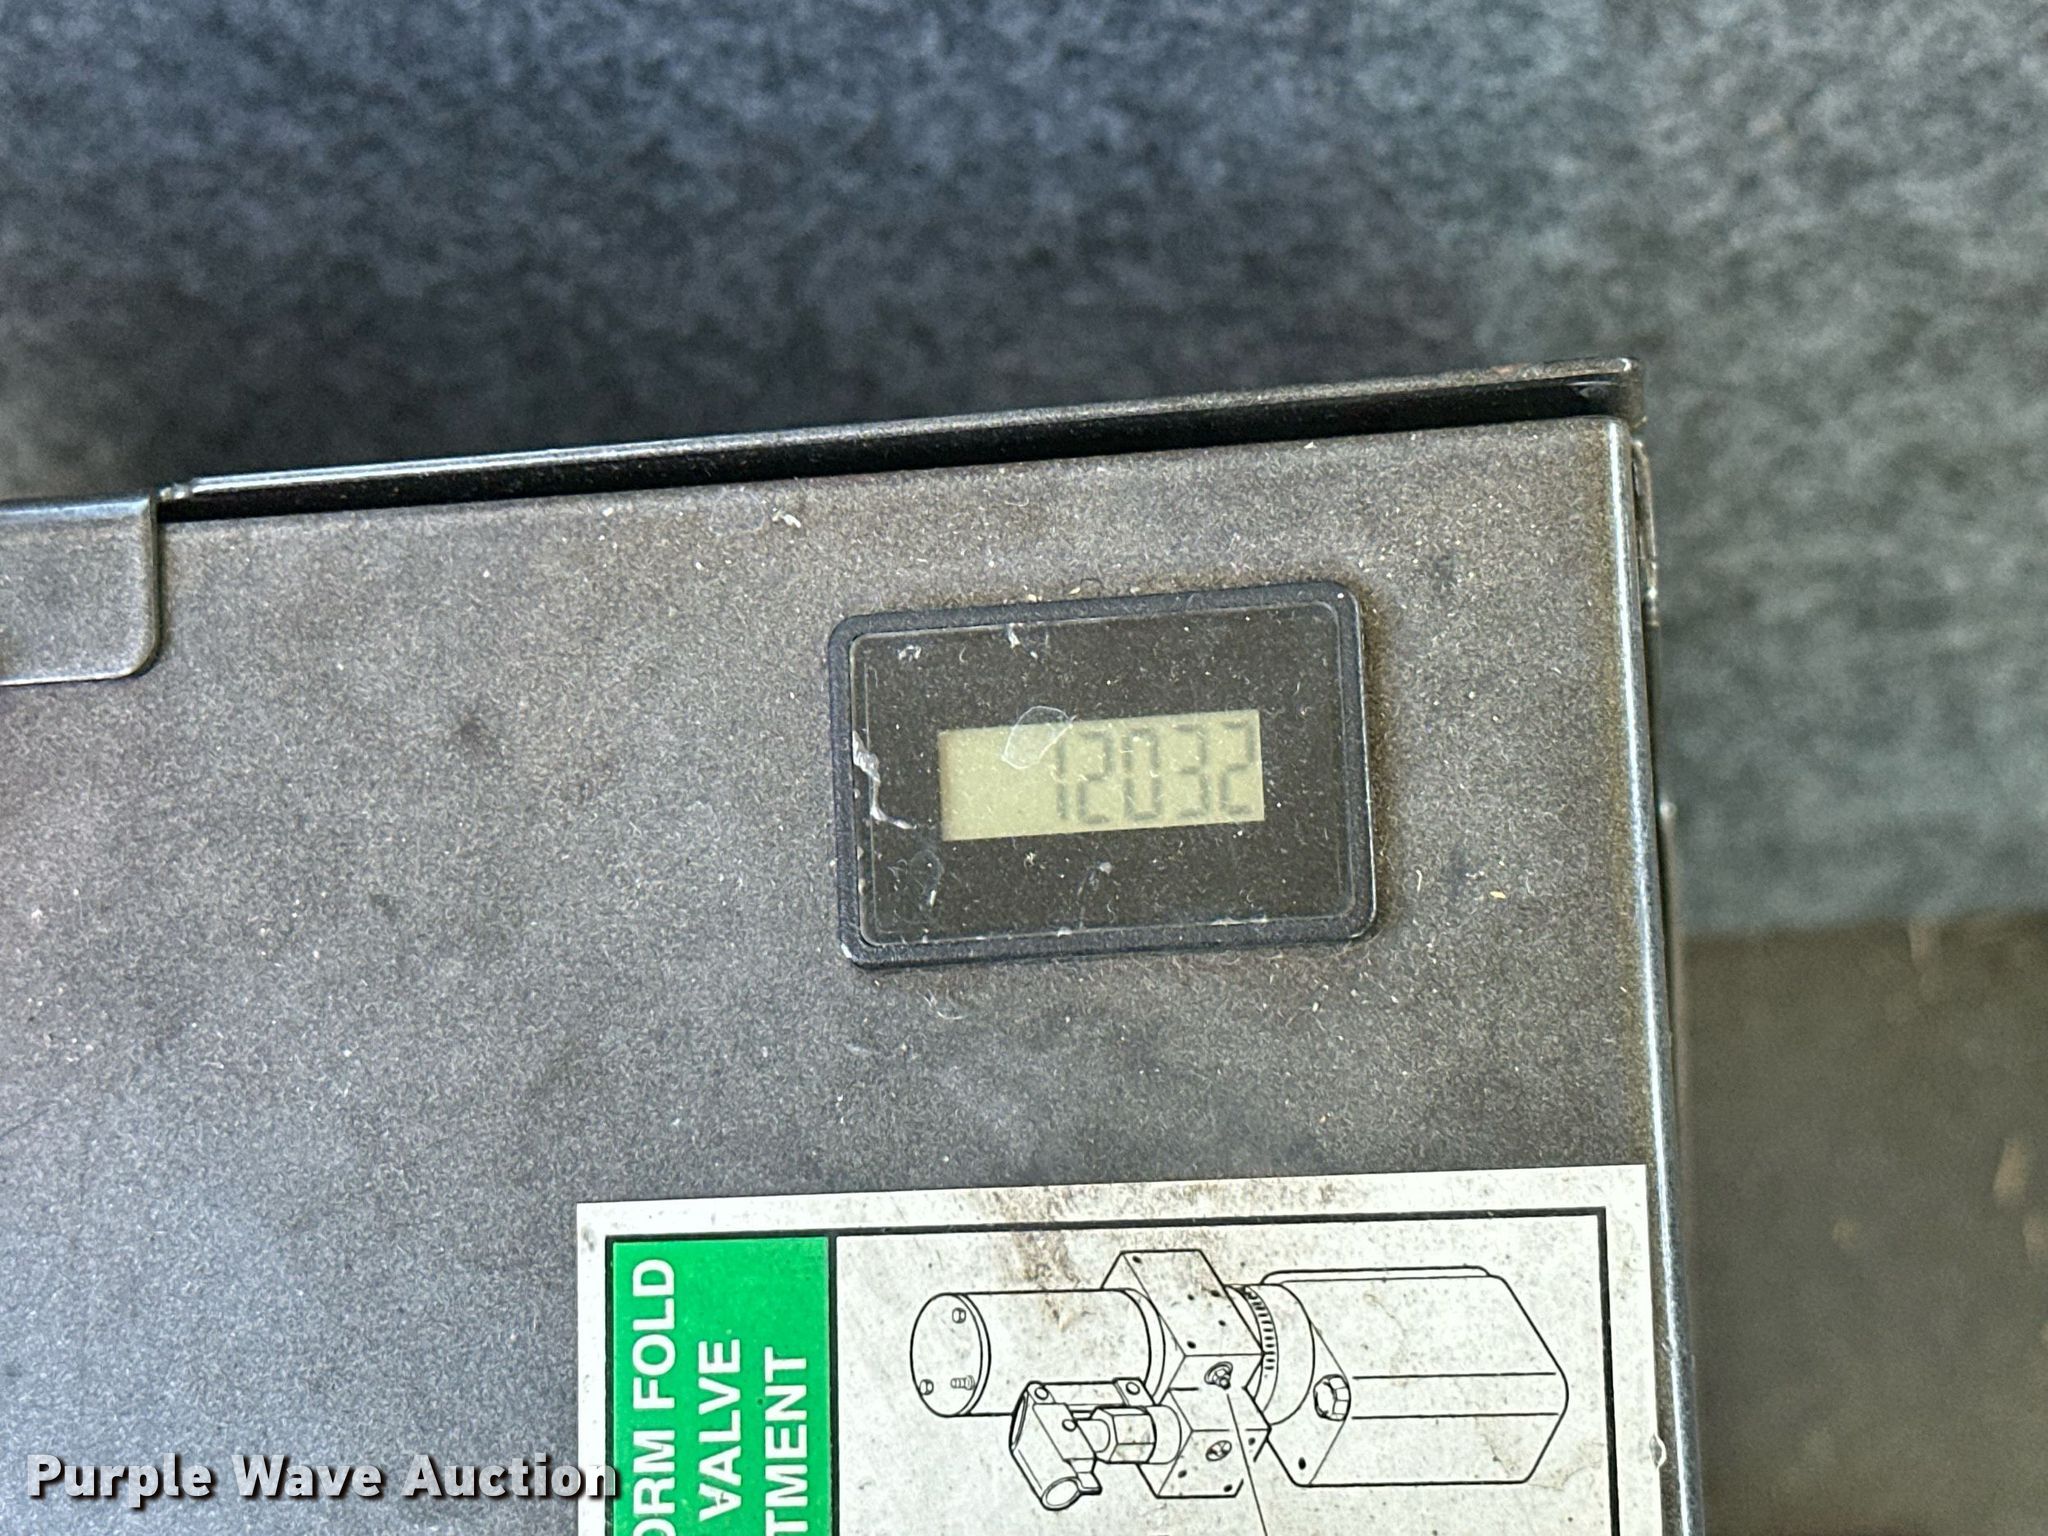 12032
ORM FOLD
VALVE
TMENT
Purple Wave Auction